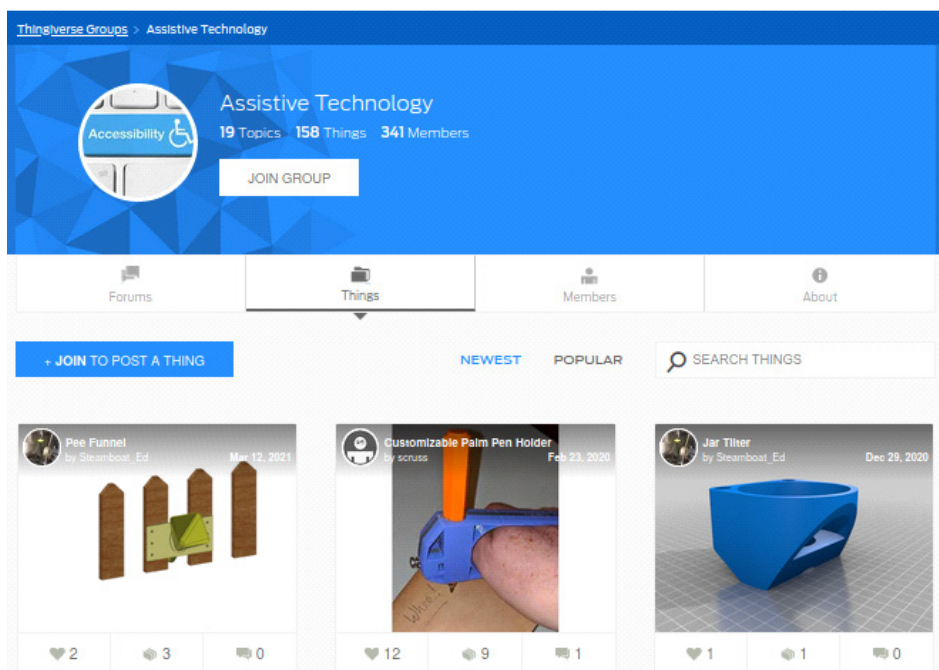 Thingiverse Groups > Assistive Technology
Accessibility
Assistive Technology
19 Topics 158 Things 341 Members
JOIN GROUP
Forums
Things
Members
About
+ JOIN TO POST A THING
NEWEST
POPULAR
SEARCH THINGS
Pee Funnel
by Steamboat_Ed
Mar 12, 2021
Customizable Palm Pen Holder
by scruss
Feb 23, 2020
Whee!
Jar Tilter
by Steamboat_Ed
Dec 29, 2020
2
3
0
12
9
1
1
1
0